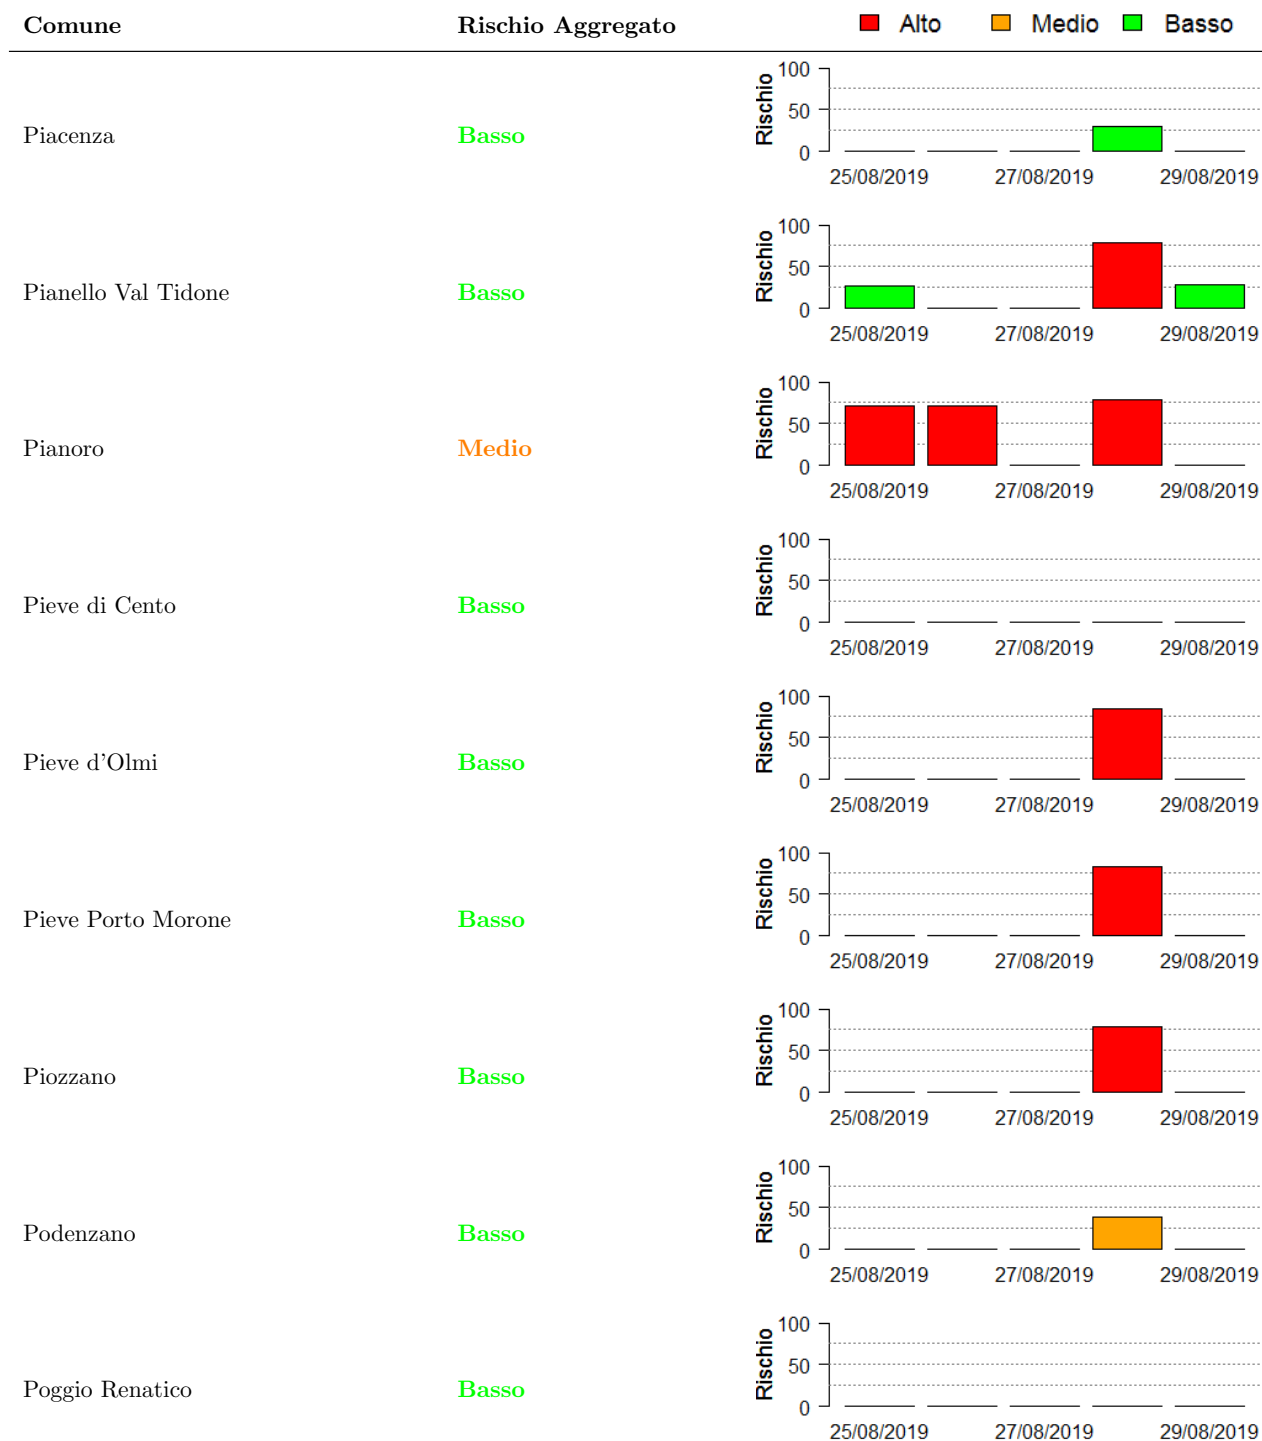 Comune Rischio Aggregato Alto Medio Basso
Piacenza Basso Rischio 100 50 0
25/08/2019 27/08/2019 29/08/2019
Pianello Val Tidone Basso Rischio 100 50 0
25/08/2019 27/08/2019 29/08/2019
Pianoro Medio Rischio 100 50 0
25/08/2019 27/08/2019 29/08/2019
Pieve di Cento Basso Rischio 100 50 0
25/08/2019 27/08/2019 29/08/2019
Pieve d'Olmi Basso Rischio 100 50 0
25/08/2019 27/08/2019 29/08/2019
Pieve Porto Morone Basso Rischio 100 50 0
25/08/2019 27/08/2019 29/08/2019
Piozzano Basso Rischio 100 50 0
25/08/2019 27/08/2019 29/08/2019
Podenzano Basso Rischio 100 50 0
25/08/2019 27/08/2019 29/08/2019
Poggio Renatico Basso Rischio 100 50 0
25/08/2019 27/08/2019 29/08/2019